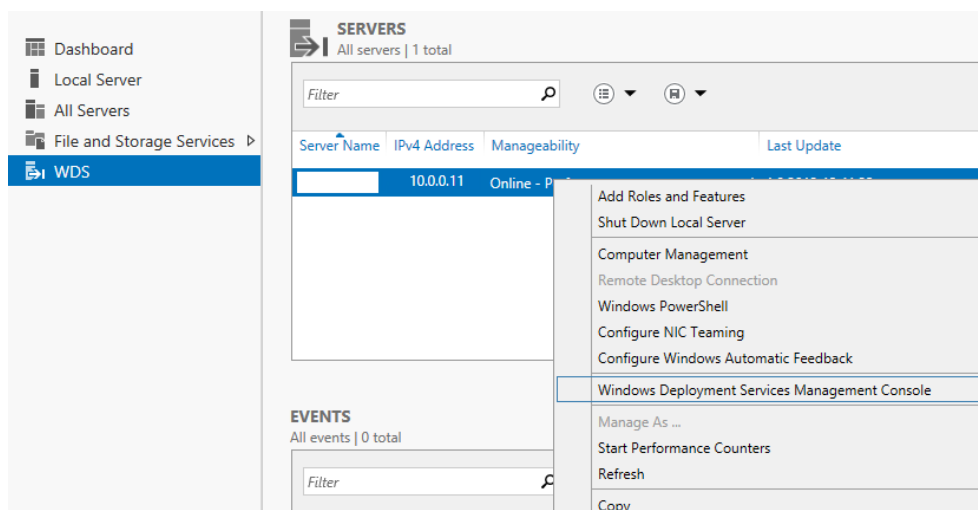 Dashboard
Local Server
All Servers
File and Storage Services
WDS
SERVERS
All servers | 1 total
Filter
Server Name IPv4 Address Manageability Last Update
10.0.0.11 Online -
Add Roles and Features
Shut Down Local Server
Computer Management
Remote Desktop Connection
Windows PowerShell
Configure NIC Teaming
Configure Windows Automatic Feedback
Windows Deployment Services Management Console
Manage As ...
Start Performance Counters
Refresh
Copy
EVENTS
All events | 0 total
Filter